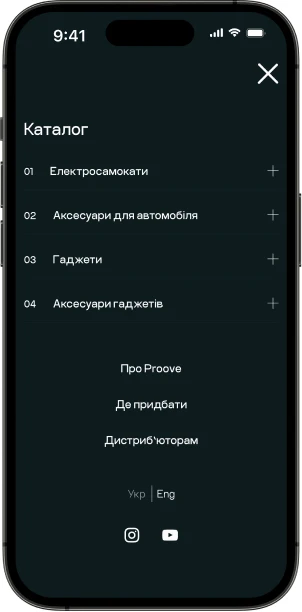 9:41
Каталог
01 Електросамокати
02 Аксесуари для автомобіля
03 Гаджети
04 Аксесуари гаджетів
Про Proove
Де придбати
Дистриб'юторам
Укр | Eng